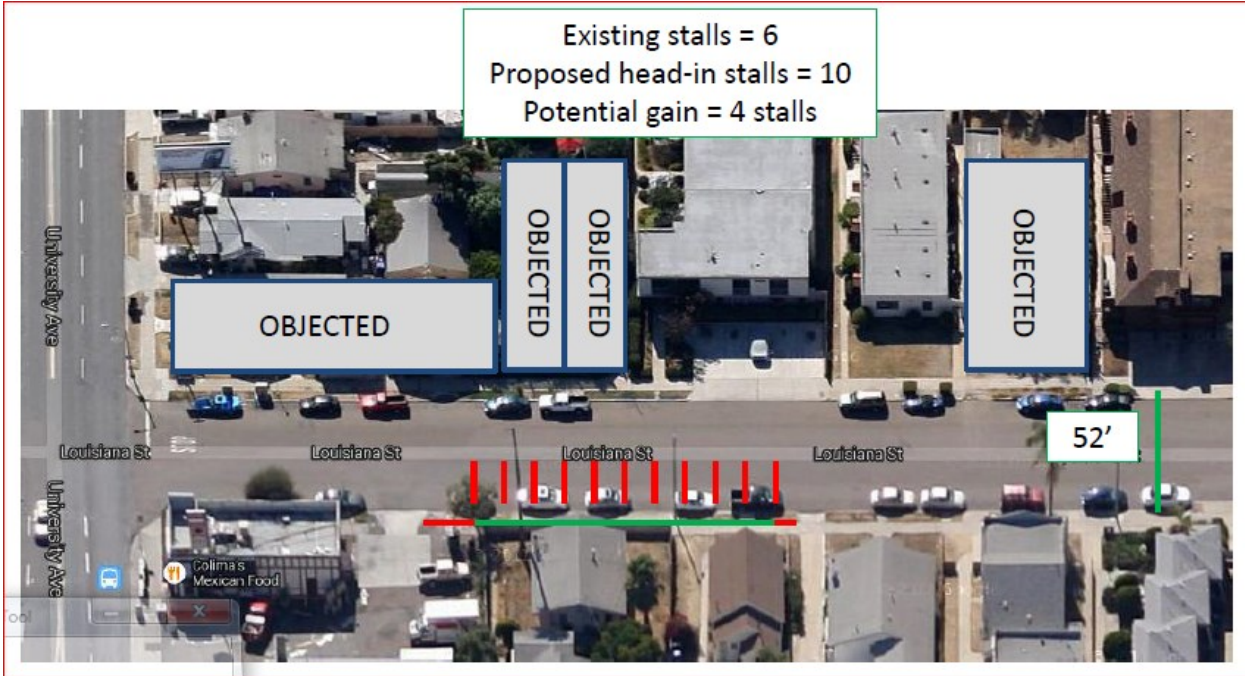 Existing stalls = 6
Proposed head-in stalls = 10
Potential gain = 4 stalls
University Ave
OBJECTED
OBJECTED
OBJECTED
OBJECTED
52'
Louisiana St
Louisiana St
Louisiana St
Louisiana St
University Ave
Colima's
Mexican Food
Tool
X